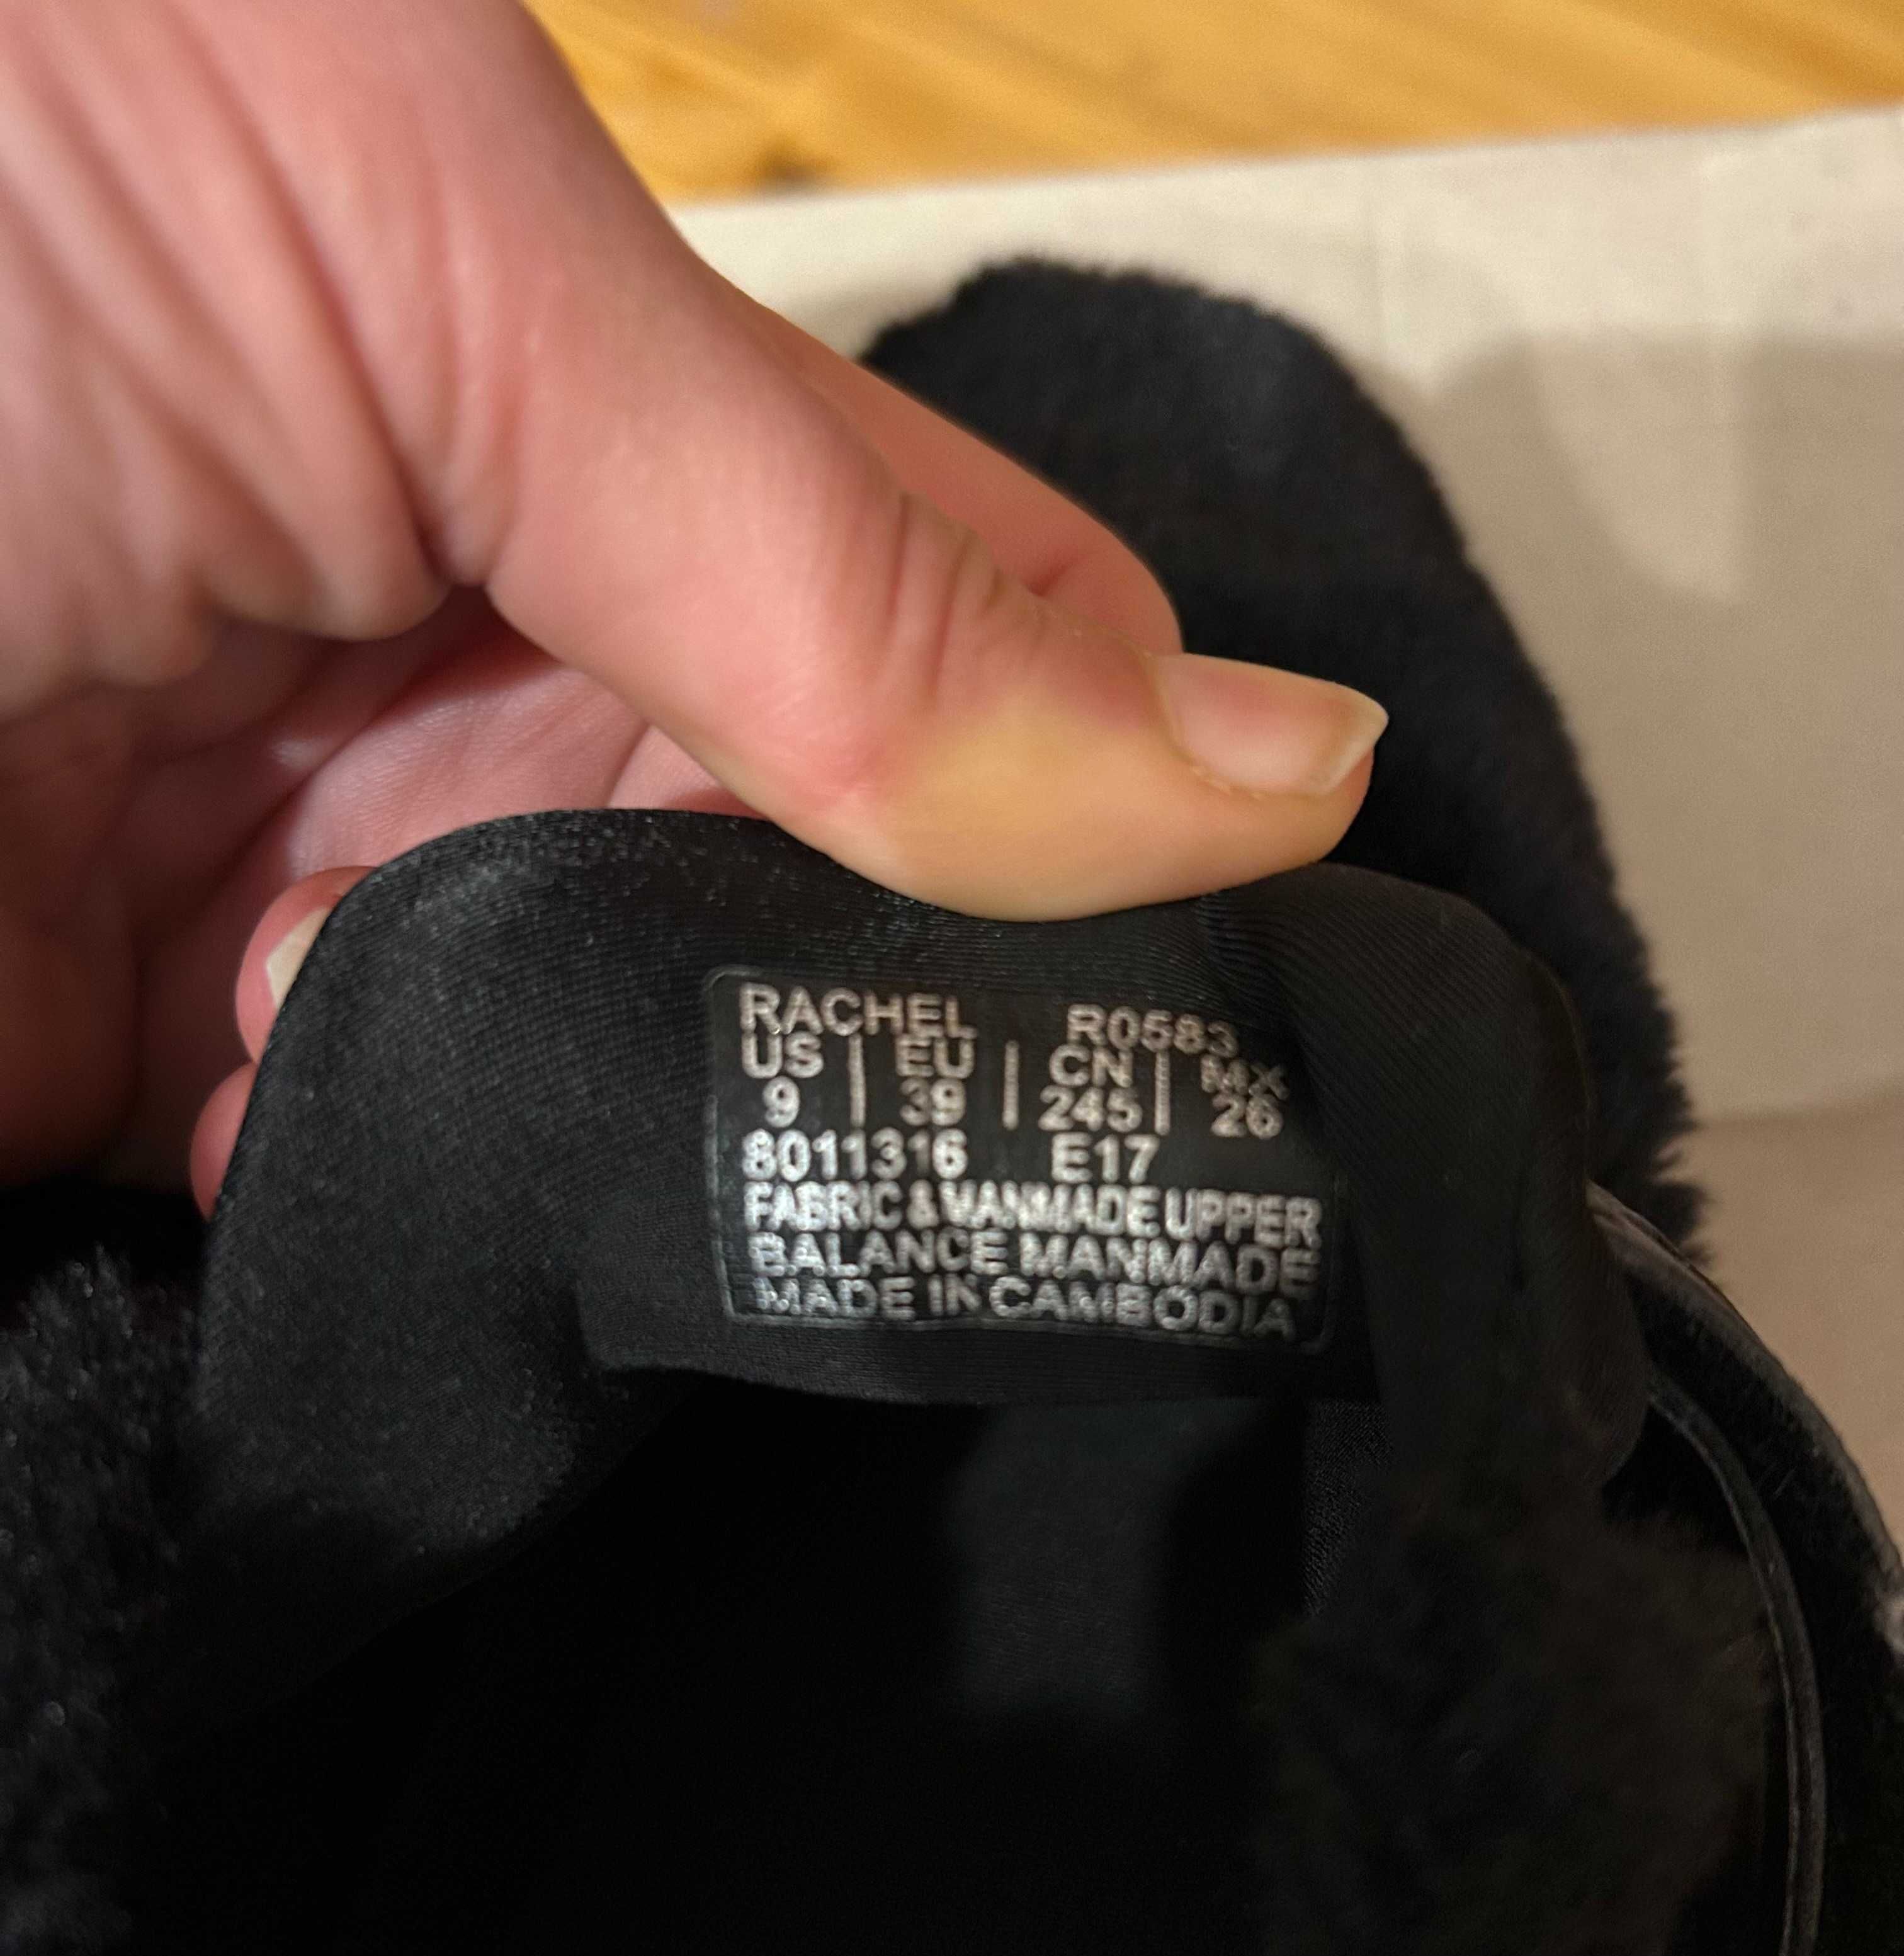 RACHEL R0583
US | EU | CN | MX
9 | 39 | 245 | 26
8011316 E17
FABRIC & MANMADE UPPER
BALANCE MANMADE
MADE IN CAMBODIA